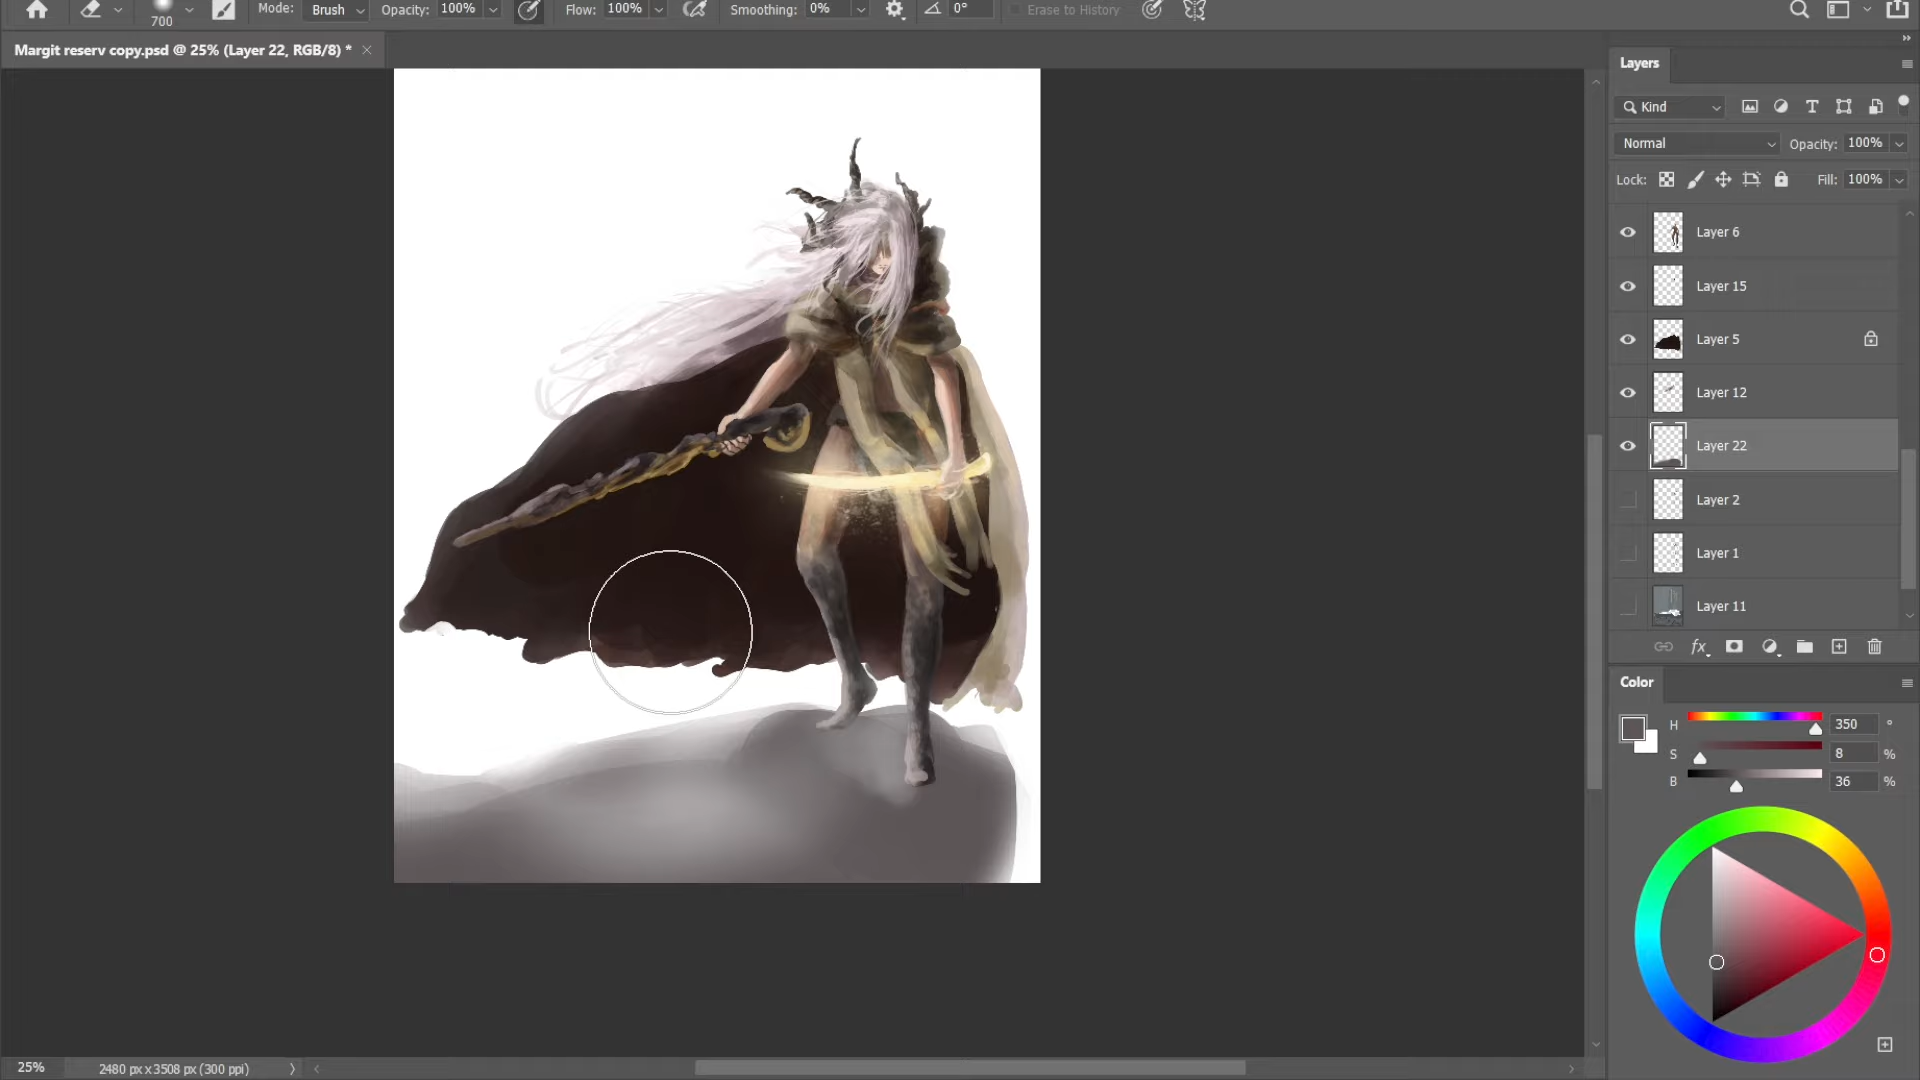 Mode: Brush Opacity: 100% Flow: 100% Smoothing: 0% 0° Erase to History
700
Margit reserv copy.psd @ 25% (Layer 22, RGB/8) *
Layers
Kind
Normal Opacity: 100%
Lock: Fill: 100%
Layer 6
Layer 15
Layer 5
Layer 12
Layer 22
Layer 2
Layer 1
Layer 11
fx
Color
H 350 °
S 8 %
B 36 %
25% 2480 px x 3508 px (300 ppi)